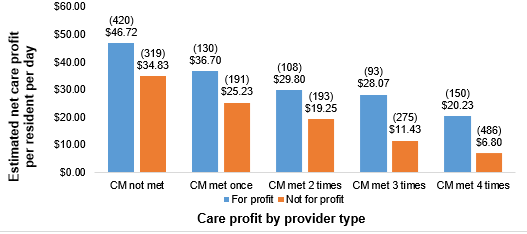 $60.00
$50.00
$40.00
$30.00
$20.00
$10.00
$0.00
Estimated net care profit
per resident per day
(420)
$46.72
(319)
$34.83
(130)
$36.70
(191)
$25.23
(108)
$29.80
(193)
$19.25
(93)
$28.07
(275)
$11.43
(150)
$20.23
(486)
$6.80
CM not met
CM met once
CM met 2 times
CM met 3 times
CM met 4 times
For profit
Not for profit
Care profit by provider type